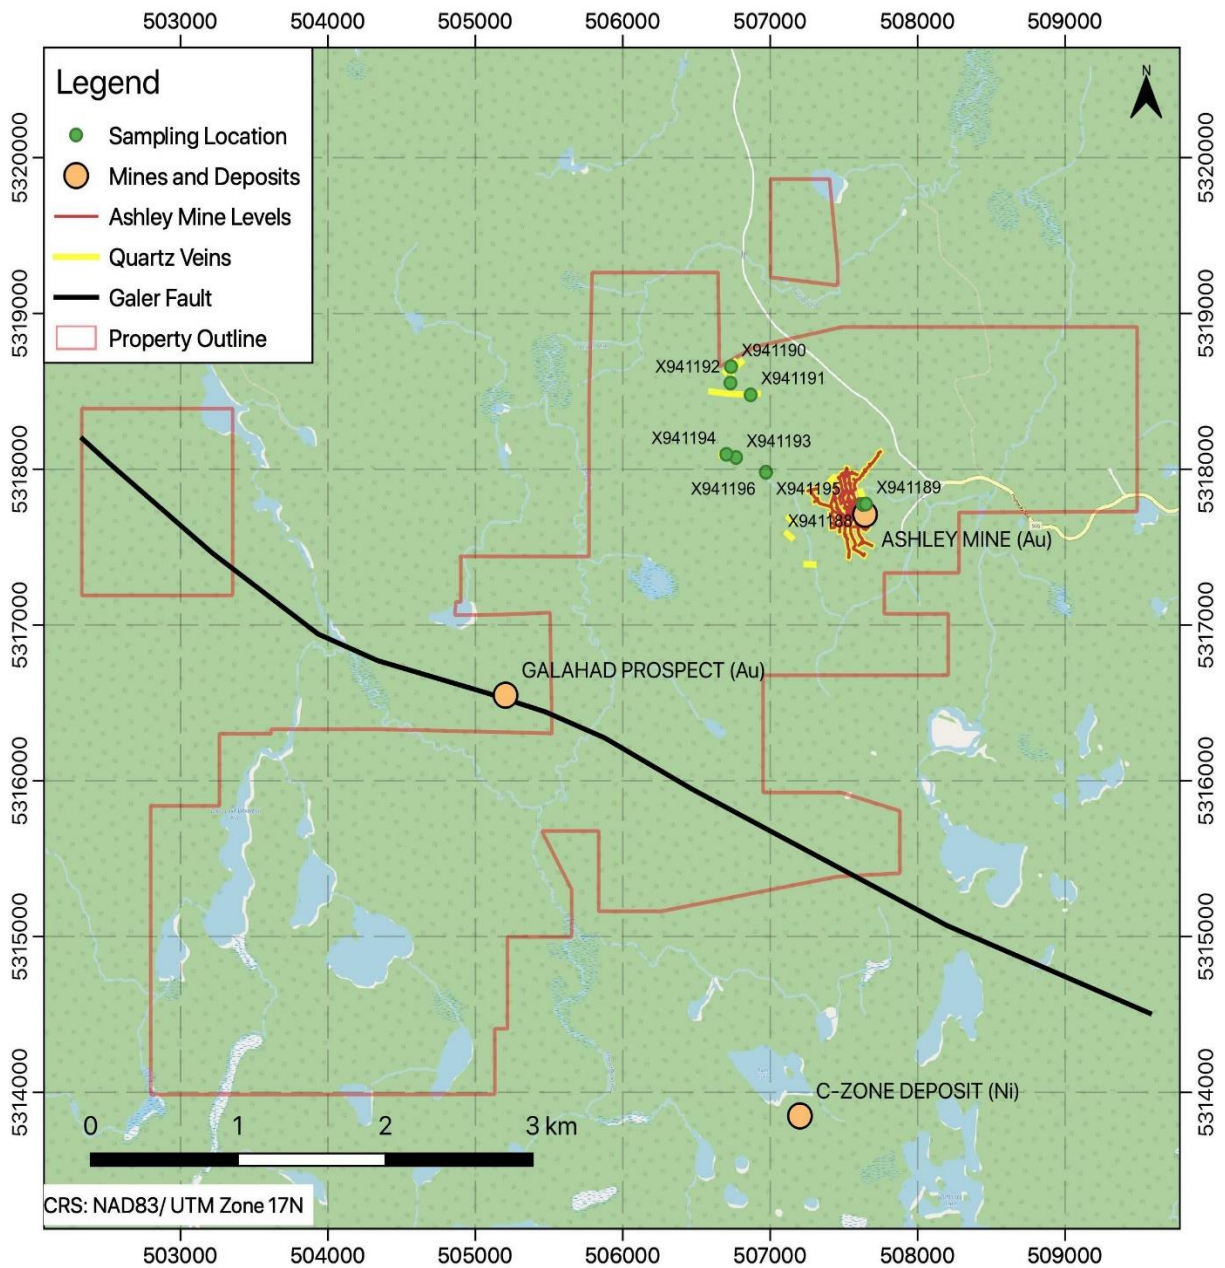 503000 504000 505000 506000 507000 508000 509000
Legend
Sampling Location
Mines and Deposits
Ashley Mine Levels
Quartz Veins
Galer Fault
Property Outline
N
5320000 5320000
5319000 5319000
5318000 5318000
5317000 5317000
5316000 5316000
5315000 5315000
5314000 5314000
X941190
X941192
X941191
X941194
X941193
X941196
X941195
X941189
X941188
ASHLEY MINE (Au)
GALAHAD PROSPECT (Au)
C-ZONE DEPOSIT (Ni)
0 1 2 3 km
CRS: NAD83/ UTM Zone 17N
503000 504000 505000 506000 507000 508000 509000